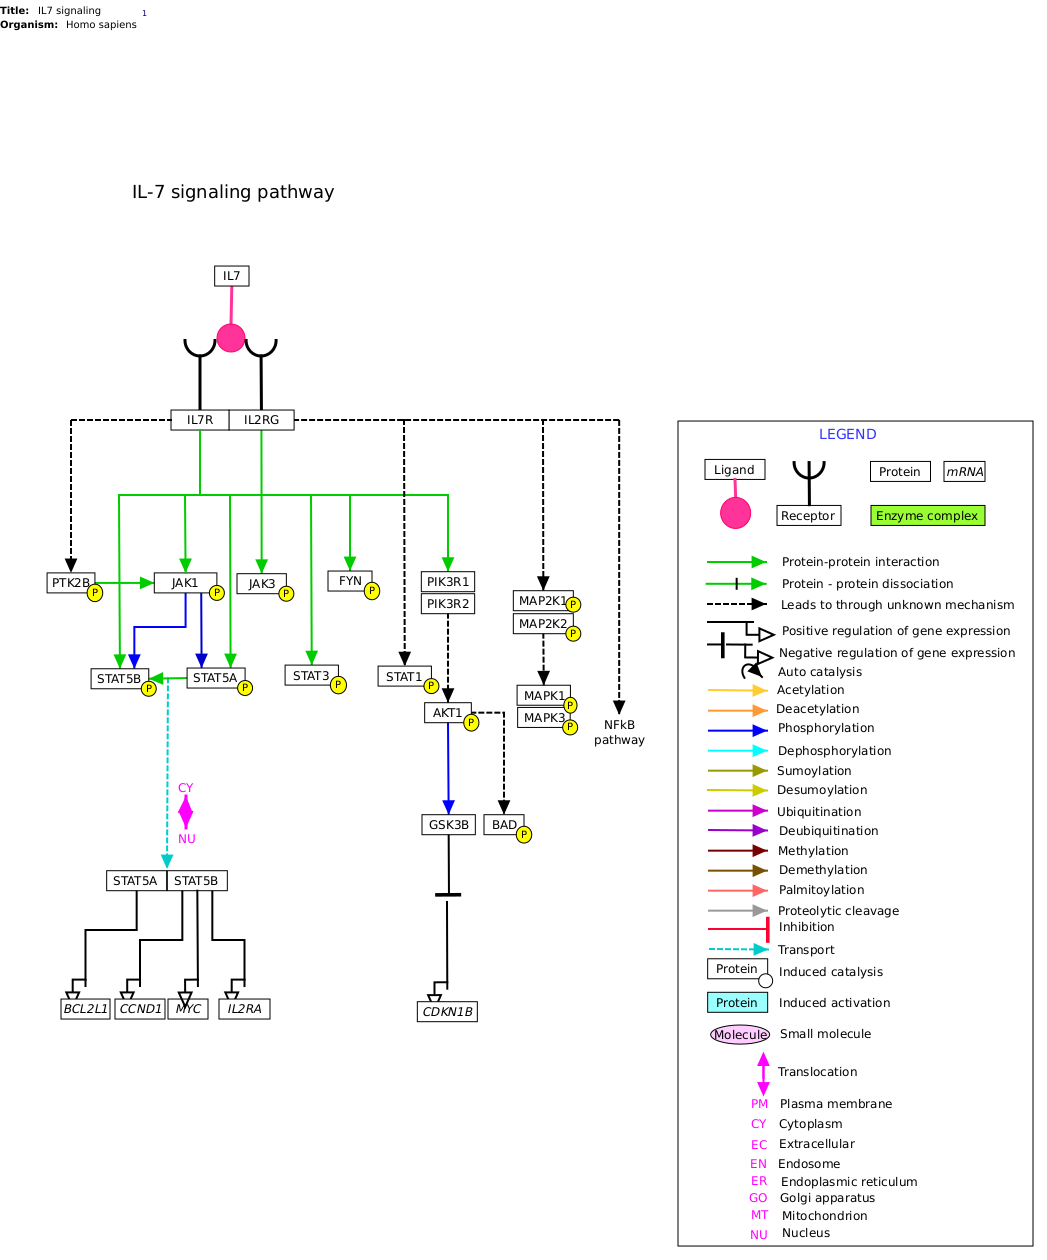 Title: IL7 signaling 1
Organism: Homo sapiens
IL-7 signaling pathway
IL7
IL7R IL2RG
PTK2B P
JAK1 P
JAK3 P
FYN P
PIK3R1
PIK3R2
MAP2K1 P
MAP2K2 P
STAT5B P
STAT5A P
STAT3 P
STAT1 P
AKT1 P
MAPK1 P
MAPK3 P
NFkB
pathway
CY
NU
GSK3B
BAD P
STAT5A STAT5B
BCL2L1 CCND1 MYC IL2RA
CDKN1B
LEGEND
Ligand
Protein mRNA
Receptor Enzyme complex
Protein-protein interaction
Protein - protein dissociation
Leads to through unknown mechanism
Positive regulation of gene expression
Negative regulation of gene expression
Auto catalysis
Acetylation
Deacetylation
Phosphorylation
Dephosphorylation
Sumoylation
Desumoylation
Ubiquitination
Deubiquitination
Methylation
Demethylation
Palmitoylation
Proteolytic cleavage
Inhibition
Transport
Protein Induced catalysis
Protein Induced activation
Molecule Small molecule
Translocation
PM Plasma membrane
CY Cytoplasm
EC Extracellular
EN Endosome
ER Endoplasmic reticulum
GO Golgi apparatus
MT Mitochondrion
NU Nucleus